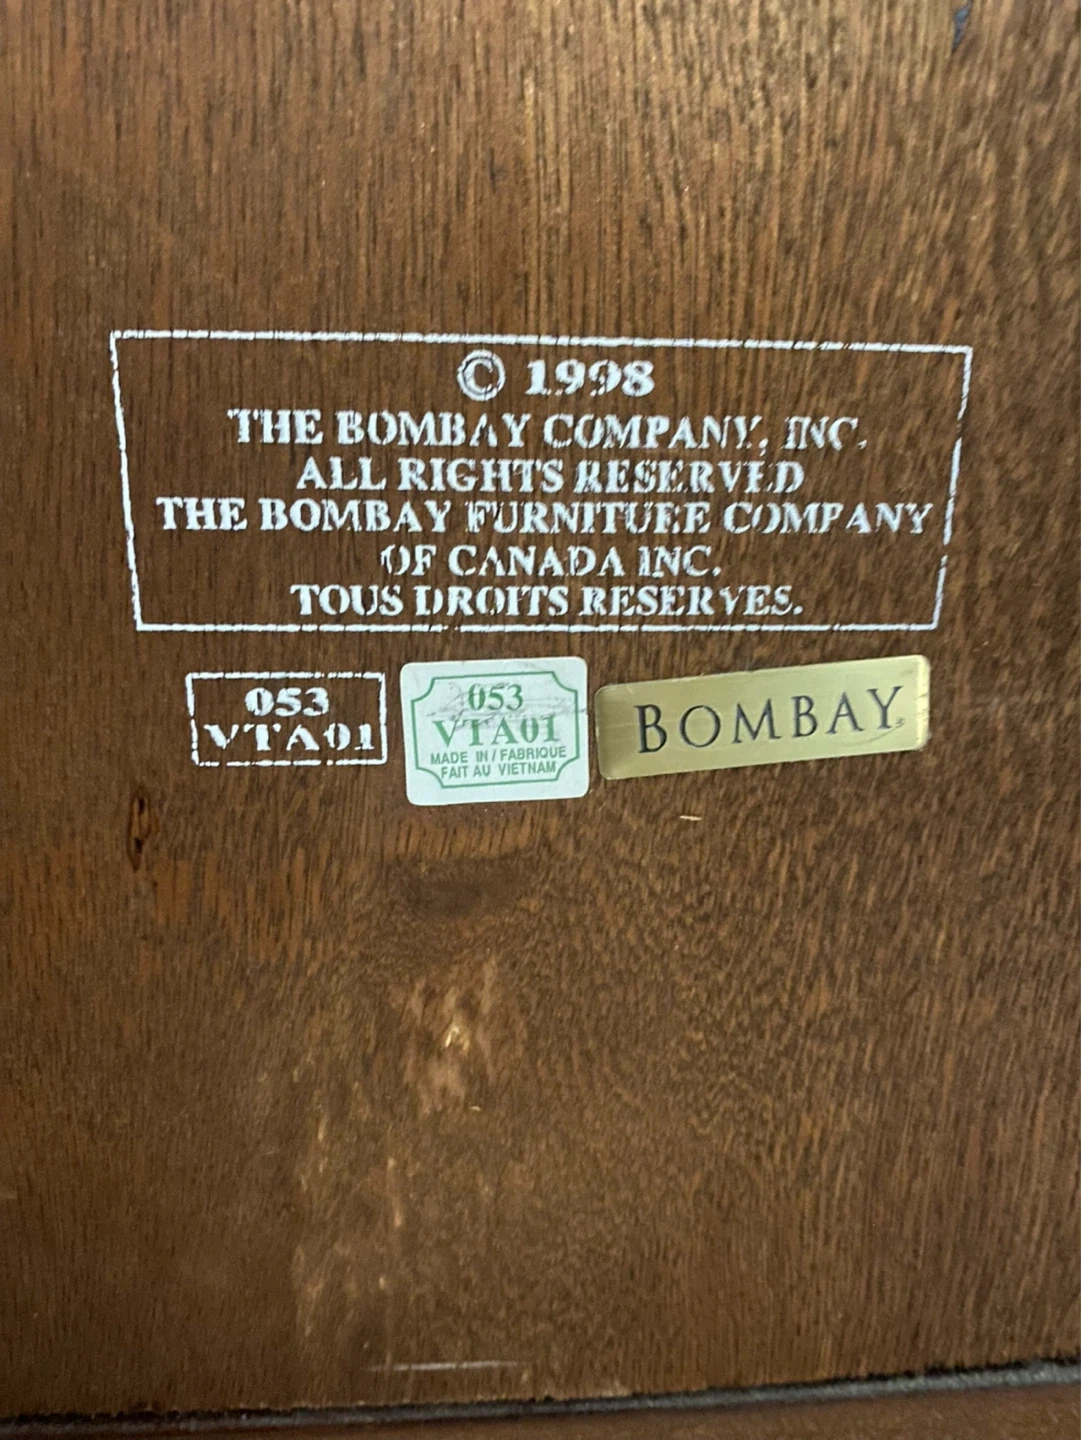 © 1998
THE BOMBAY COMPANY, INC.
ALL RIGHTS RESERVED
THE BOMBAY FURNITURE COMPANY
OF CANADA INC.
TOUS DROITS RESERVES.
053
VTA01
053
VTA01
MADE IN / FABRIQUE
FAIT AU VIETNAM
BOMBAY®